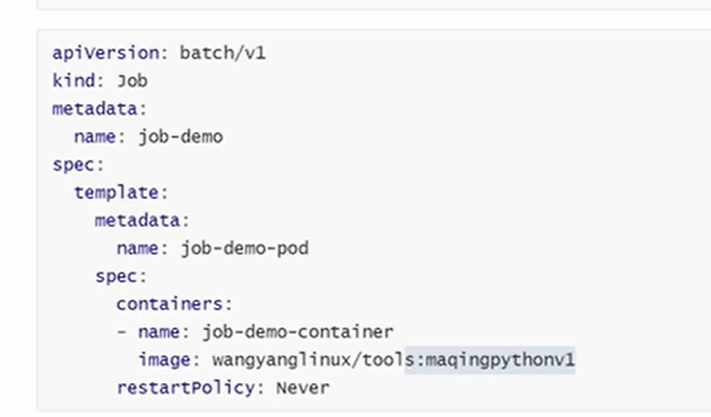 apiVersion: batch/v1
kind: Job
metadata:
  name: job-demo
spec:
  template:
    metadata:
      name: job-demo-pod
    spec:
      containers:
      - name: job-demo-container
        image: wangyanglinux/tools:maqingpythonv1
      restartPolicy: Never